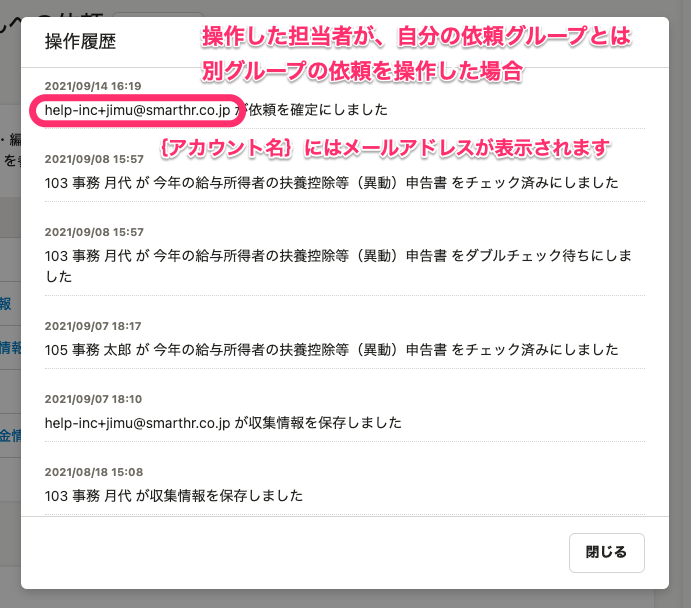 操作履歴
操作した担当者が、自分の依頼グループとは
別グループの依頼を操作した場合
2021/09/14 16:19
help-inc+jimu@smarthr.co.jp が依頼を確定にしました
{アカウント名}にはメールアドレスが表示されます
2021/09/08 15:57
103 事務 月代 が 今年の給与所得者の扶養控除等（異動）申告書 をチェック済みにしました
2021/09/08 15:57
103 事務 月代 が 今年の給与所得者の扶養控除等（異動）申告書 をダブルチェック待ちにしま
した
2021/09/07 18:17
105 事務 太郎 が 今年の給与所得者の扶養控除等（異動）申告書 をチェック済みにしました
2021/09/07 18:10
help-inc+jimu@smarthr.co.jp が収集情報を保存しました
2021/08/18 15:08
103 事務 月代 が収集情報を保存しました
閉じる
・編
を参
報
情報
金情